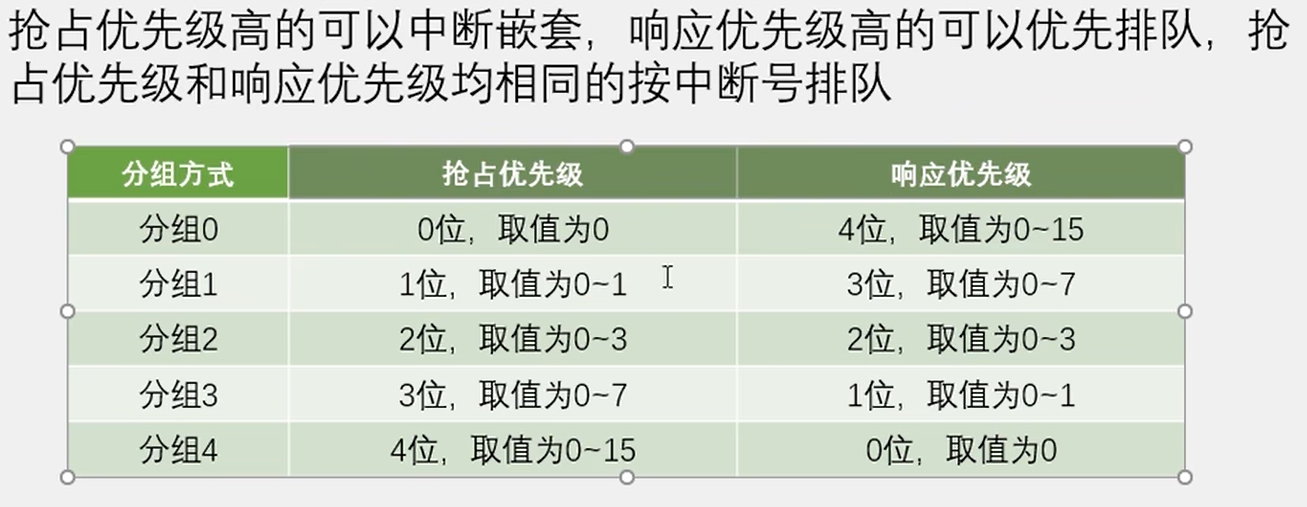 抢占优先级高的可以中断嵌套，响应优先级高的可以优先排队，抢
占优先级和响应优先级均相同的按中断号排队
分组方式 抢占优先级 响应优先级
分组0 0位，取值为0 4位，取值为0~15
分组1 1位，取值为0~1 3位，取值为0~7
分组2 2位，取值为0~3 2位，取值为0~3
分组3 3位，取值为0~7 1位，取值为0~1
分组4 4位，取值为0~15 0位，取值为0